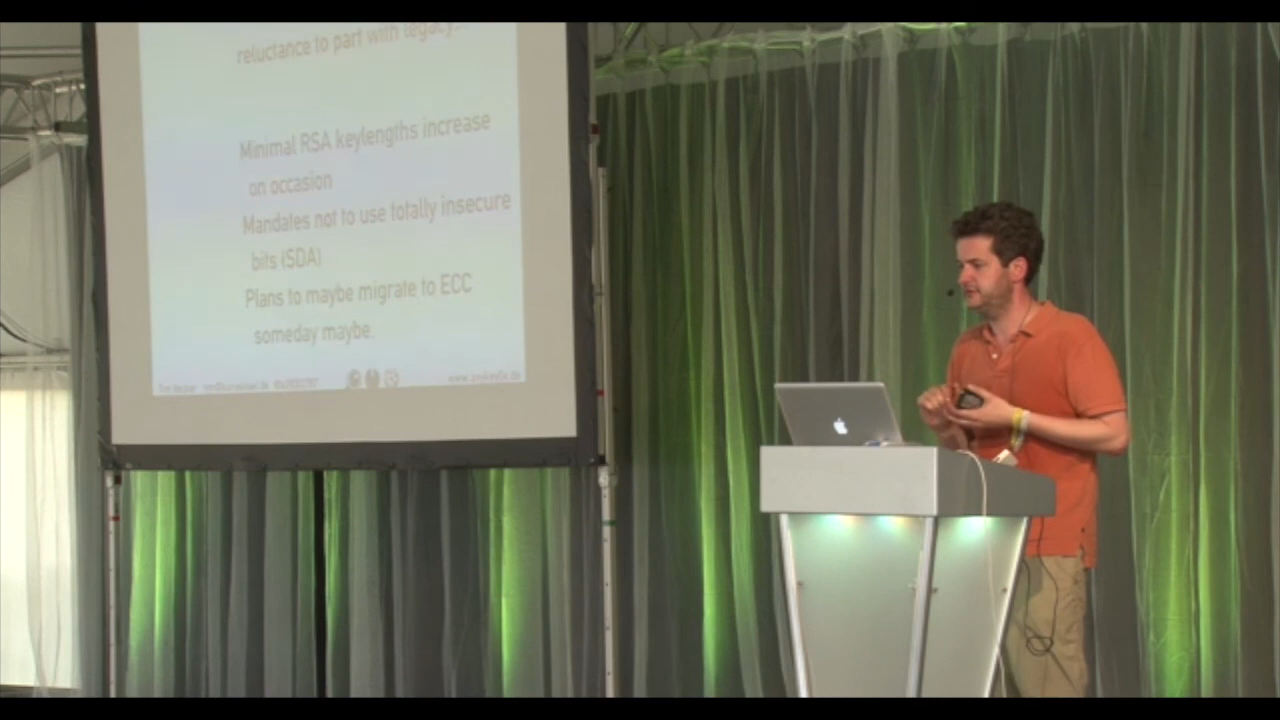 reluctance to part with legacy...
Minimal RSA keylengths increase
on occasion
Mandates not to use totally insecure
bits (SDA)
Plans to maybe migrate to ECC
someday maybe.